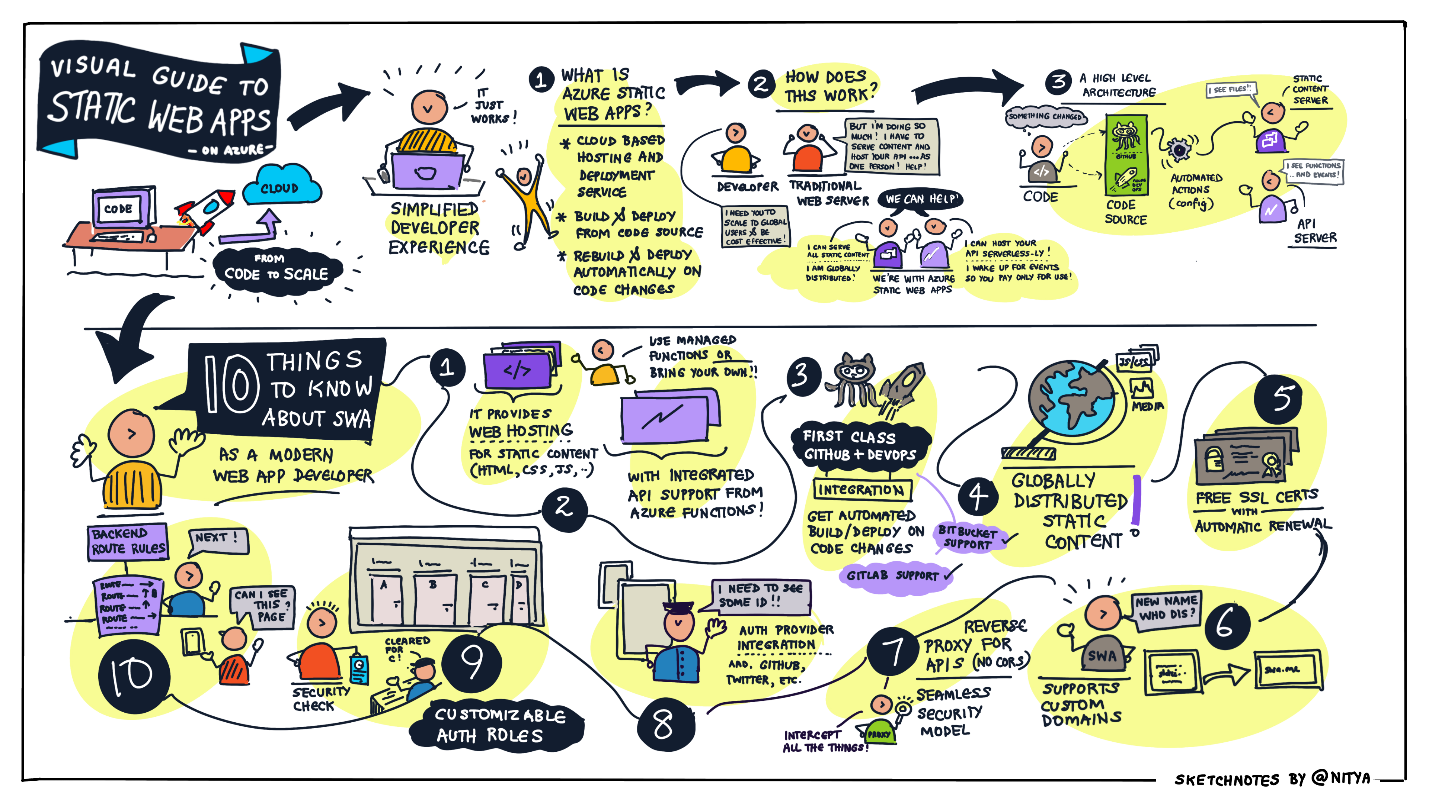 VISUAL GUIDE TO
STATIC WEB APPS
- ON AZURE -
CODE
CLOUD
FROM
CODE TO SCALE
IT
JUST
WORKS!
SIMPLIFIED
DEVELOPER
EXPERIENCE
1
WHAT IS
AZURE STATIC
WEB APPS?
* CLOUD BASED
HOSTING AND
DEPLOYMENT
SERVICE
* BUILD & DEPLOY
FROM CODE SOURCE
* REBUILD & DEPLOY
AUTOMATICALLY ON
CODE CHANGES
2
HOW DOES
THIS WORK?
DEVELOPER
TRADITIONAL
WEB SERVER
BUT I'M DOING SO
MUCH! I HAVE TO
SERVE CONTENT AND
HOST YOUR API ... AS
ONE PERSON! HELP!
I NEED YOU TO
SCALE TO GLOBAL
USERS & BE
COST EFFECTIVE!
WE CAN HELP!
I CAN SERVE
ALL STATIC CONTENT
I AM GLOBALLY
DISTRIBUTED!
WE'RE WITH AZURE
STATIC WEB APPS
I CAN HOST YOUR
API SERVERLESS-LY!
I WAKE UP FOR EVENTS
SO YOU PAY ONLY FOR USE!
3
A HIGH LEVEL
ARCHITECTURE
SOMETHING CHANGED
</>
CODE
GITHUB
AZURE
DEV
OPS
CODE
SOURCE
AUTOMATED
ACTIONS
(config)
I SEE FILES!!
STATIC
CONTENT
SERVER
I SEE FUNCTIONS
.. AND EVENTS!
API
SERVER
10
THINGS
TO KNOW
ABOUT SWA
AS A MODERN
WEB APP DEVELOPER
1
</>
IT PROVIDES
WEB HOSTING
FOR STATIC CONTENT
(HTML, CSS, JS, ..)
2
USE MANAGED
FUNCTIONS OR
BRING YOUR OWN!!
WITH INTEGRATED
API SUPPORT FROM
AZURE FUNCTIONS!
3
FIRST CLASS
GITHUB + DEVOPS
INTEGRATION
GET AUTOMATED
BUILD/DEPLOY ON
CODE CHANGES
BITBUCKET
SUPPORT ✓
GITLAB SUPPORT ✓
4
JS/CSS
MEDIA
GLOBALLY
DISTRIBUTED
STATIC
CONTENT!
5
FREE SSL CERTS
- WITH -
AUTOMATIC RENEWAL
6
NEW NAME
WHO DIS?
SWA
SUPPORTS
CUSTOM
DOMAINS
swa.me
7
REVERSE
PROXY FOR
APIS (NO CORS)
SEAMLESS
SECURITY
MODEL
PROXY
INTERCEPT
ALL THE THINGS!
8
I NEED TO SEE
SOME ID!!
AUTH PROVIDER
INTEGRATION
AAD, GITHUB,
TWITTER, ETC.
9
A
B
C
D
CLEARED
FOR
C!
SECURITY
CHECK
CUSTOMIZABLE
AUTH ROLES
10
BACKEND
ROUTE RULES
NEXT!
ROUTE
ROUTE
ROUTE
ROUTE
CAN I SEE
THIS?
PAGE
SKETCHNOTES BY @NITYA